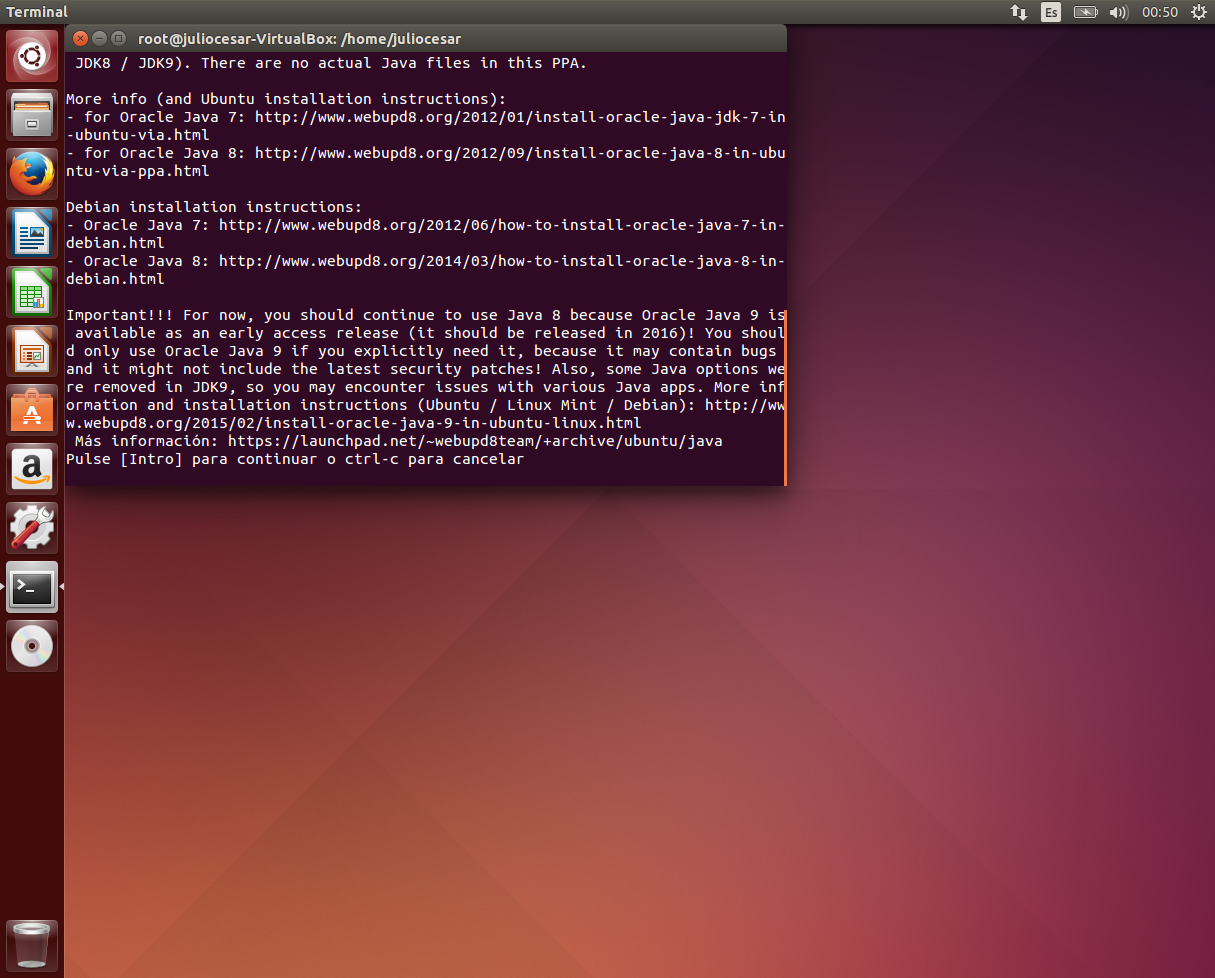 Terminal
Es
00:50
root@juliocesar-VirtualBox: /home/juliocesar
JDK8 / JDK9). There are no actual Java files in this PPA.
More info (and Ubuntu installation instructions):
- for Oracle Java 7: http://www.webupd8.org/2012/01/install-oracle-java-jdk-7-in
-ubuntu-via.html
- for Oracle Java 8: http://www.webupd8.org/2012/09/install-oracle-java-8-in-ubu
ntu-via-ppa.html
Debian installation instructions:
- Oracle Java 7: http://www.webupd8.org/2012/06/how-to-install-oracle-java-7-in-
debian.html
- Oracle Java 8: http://www.webupd8.org/2014/03/how-to-install-oracle-java-8-in-
debian.html
Important!!! For now, you should continue to use Java 8 because Oracle Java 9 is
available as an early access release (it should be released in 2016)! You shoul
d only use Oracle Java 9 if you explicitly need it, because it may contain bugs
and it might not include the latest security patches! Also, some Java options we
re removed in JDK9, so you may encounter issues with various Java apps. More inf
ormation and installation instructions (Ubuntu / Linux Mint / Debian): http://ww
w.webupd8.org/2015/02/install-oracle-java-9-in-ubuntu-linux.html
Más información: https://launchpad.net/~webupd8team/+archive/ubuntu/java
Pulse [Intro] para continuar o ctrl-c para cancelar